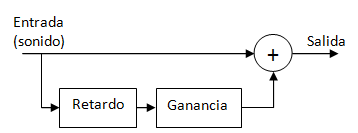 Entrada
(sonido)
Salida
+
Retardo
Ganancia